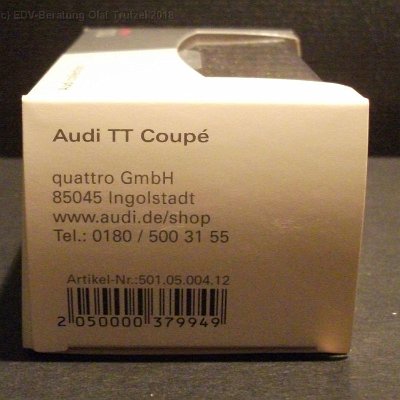 (c) EDV-Beratung Olaf Trutzel 2018
Audi TT Coupé
quattro GmbH
85045 Ingolstadt
www.audi.de/shop
Tel.: 0180 / 500 31 55
Artikel-Nr.:501.05.004.12
2 050000 379949